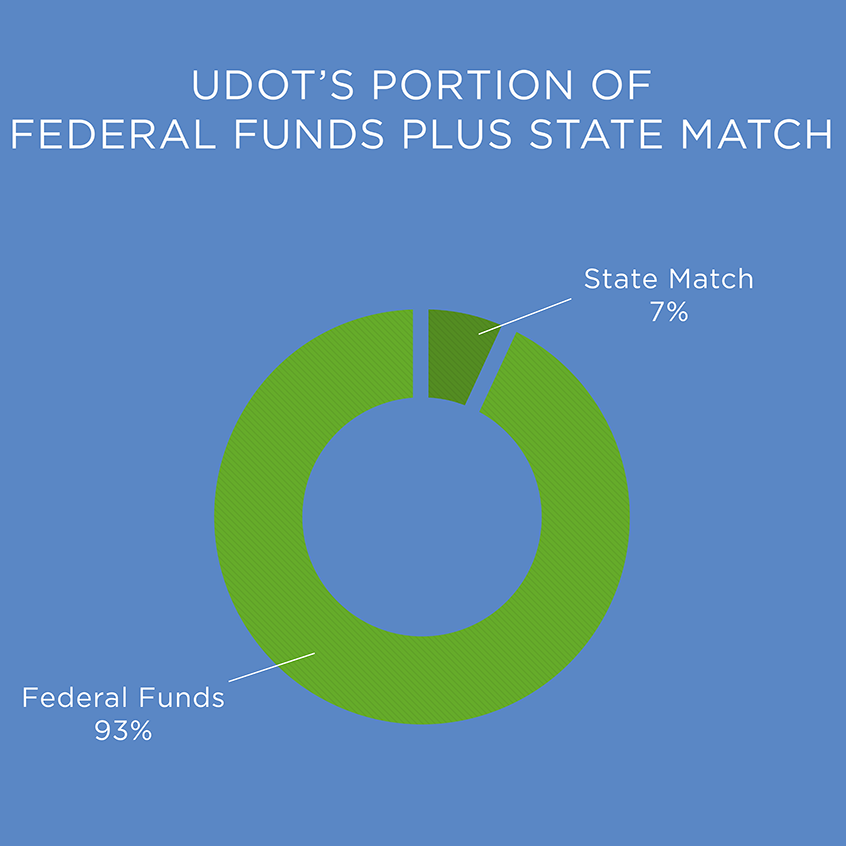 UDOT’S PORTION OF
FEDERAL FUNDS PLUS STATE MATCH
State Match
7%
Federal Funds
93%